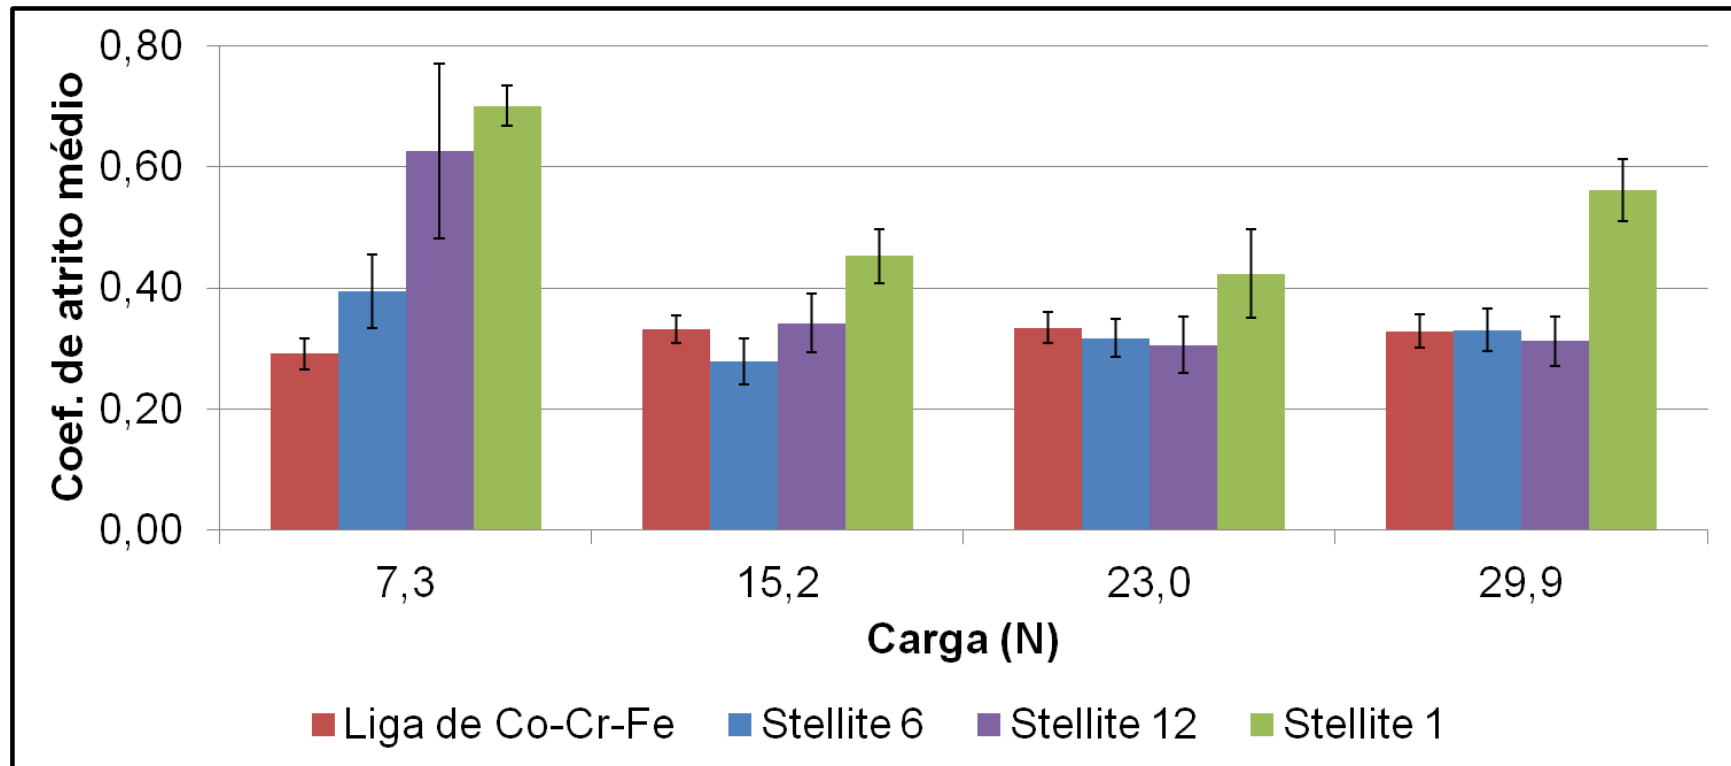 Coef. de atrito médio
0,80
0,60
0,40
0,20
0,00
7,3 15,2 23,0 29,9
Carga (N)
Liga de Co-Cr-Fe Stellite 6 Stellite 12 Stellite 1